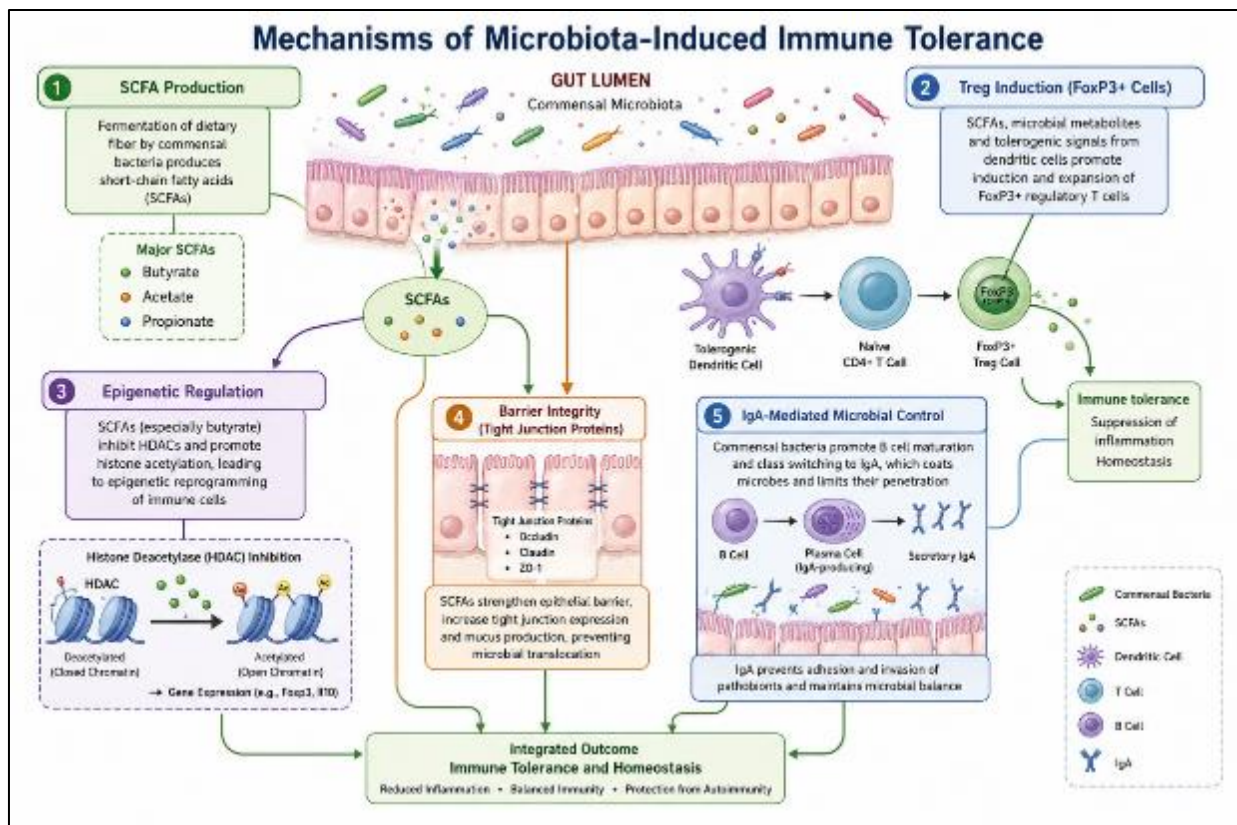 Mechanisms of Microbiota-Induced Immune Tolerance
1
SCFA Production
Fermentation of dietary
fiber by commensal
bacteria produces
short-chain fatty acids
(SCFAs)
Major SCFAs
Butyrate
Acetate
Propionate
GUT LUMEN
Commensal Microbiota
SCFAs
2
Treg Induction (FoxP3+ Cells)
SCFAs, microbial metabolites
and tolerogenic signals from
dendritic cells promote
induction and expansion of
FoxP3+ regulatory T cells
Tolerogenic
Dendritic Cell
Naive
CD4+ T Cell
FoxP3
FoxP3+
Treg Cell
Immune tolerance
Suppression of
inflammation
Homeostasis
3
Epigenetic Regulation
SCFAs (especially butyrate)
inhibit HDACs and promote
histone acetylation, leading
to epigenetic reprogramming
of immune cells
Histone Deacetylase (HDAC) Inhibition
HDAC
Ac
Ac
Deacetylated
(Closed Chromatin)
Acetylated
(Open Chromatin)
→ Gene Expression (e.g., Foxp3, Il10)
4
Barrier Integrity
(Tight Junction Proteins)
Tight Junction Proteins
• Occludin
• Claudin
• ZO-1
SCFAs strengthen epithelial barrier,
increase tight junction expression
and mucus production, preventing
microbial translocation
5
IgA-Mediated Microbial Control
Commensal bacteria promote B cell maturation
and class switching to IgA, which coats
microbes and limits their penetration
B Cell
Plasma Cell
(IgA-producing)
Secretory IgA
IgA prevents adhesion and invasion of
pathobionts and maintains microbial balance
Commensal Bacteria
SCFAs
Dendritic Cell
T Cell
B Cell
IgA
Integrated Outcome
Immune Tolerance and Homeostasis
Reduced Inflammation • Balanced Immunity • Protection from Autoimmunity